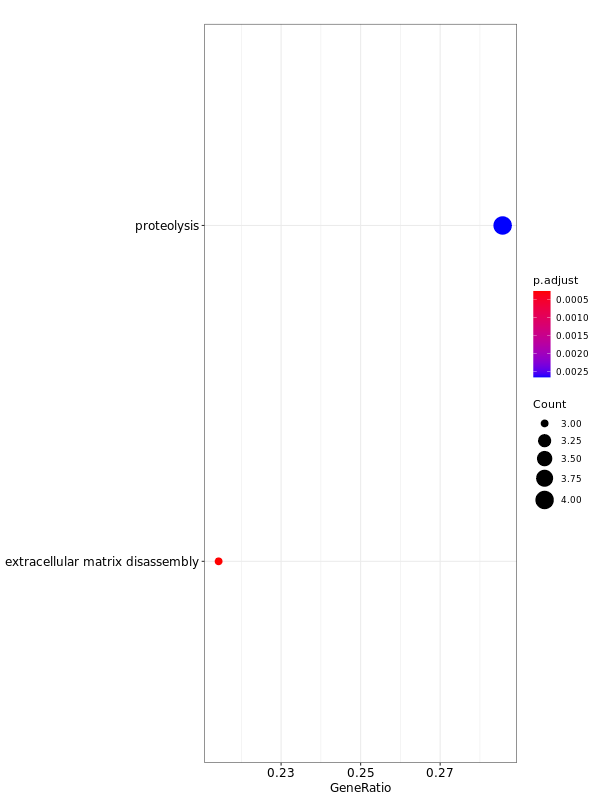 proteolysis
extracellular matrix disassembly
0.23 0.25 0.27
GeneRatio
p.adjust
0.0005
0.0010
0.0015
0.0020
0.0025
Count
3.00
3.25
3.50
3.75
4.00